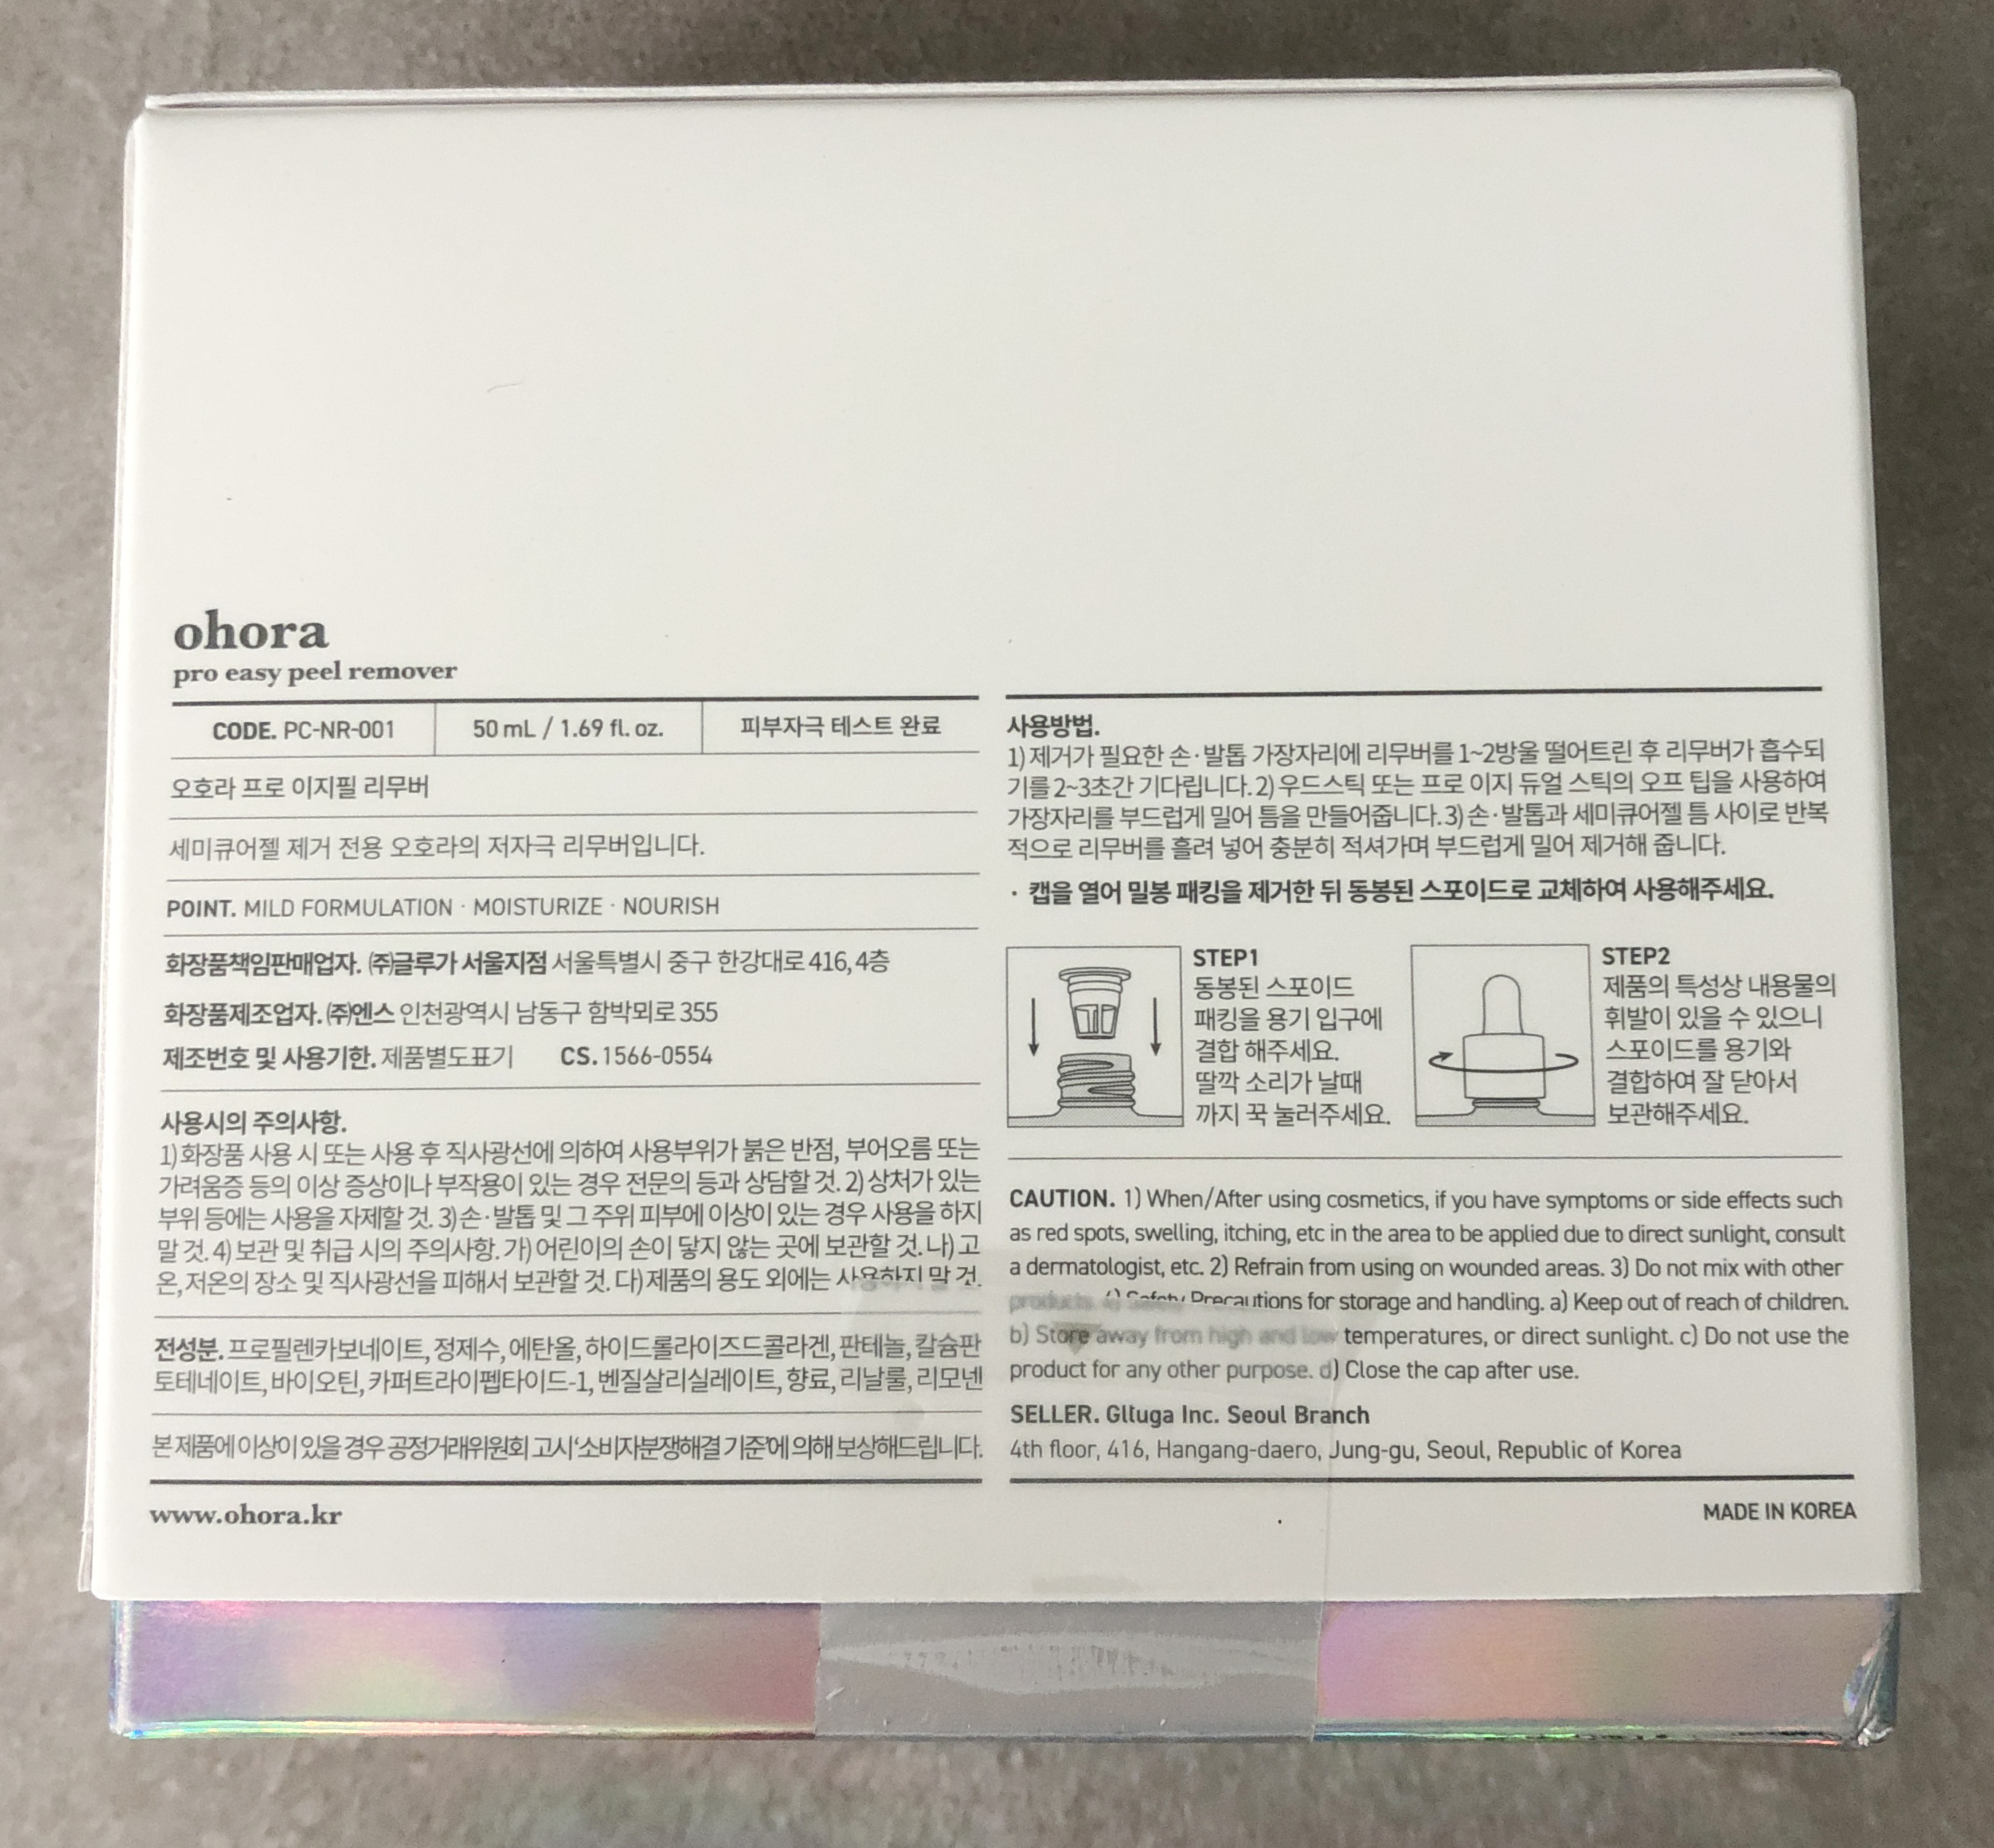 ohora
pro easy peel remover
CODE. PC-NR-001
50 mL / 1.69 fl. oz.
피부자극 테스트 완료
오호라 프로 이지필 리무버
세미큐어젤 제거 전용 오호라의 저자극 리무버입니다.
POINT. MILD FORMULATION · MOISTURIZE · NOURISH
화장품책임판매업자. ㈜글루가 서울지점 서울특별시 중구 한강대로 416, 4층
화장품제조업자. ㈜엔스 인천광역시 남동구 함박뫼로 355
제조번호 및 사용기한. 제품별도표기 CS. 1566-0554
사용시의 주의사항.
1) 화장품 사용 시 또는 사용 후 직사광선에 의하여 사용부위가 붉은 반점, 부어오름 또는
가려움증 등의 이상 증상이나 부작용이 있는 경우 전문의 등과 상담할 것. 2) 상처가 있는
부위 등에는 사용을 자제할 것. 3) 손·발톱 및 그 주위 피부에 이상이 있는 경우 사용을 하지
말 것. 4) 보관 및 취급 시의 주의사항. 가) 어린이의 손이 닿지 않는 곳에 보관할 것. 나) 고
온, 저온의 장소 및 직사광선을 피해서 보관할 것. 다) 제품의 용도 외에는 사용하지 말 것.
전성분. 프로필렌카보네이트, 정제수, 에탄올, 하이드롤라이즈드콜라겐, 판테놀, 칼슘판
토테네이트, 바이오틴, 카퍼트라이펩타이드-1, 벤질살리실레이트, 향료, 리날룰, 리모넨
본 제품에 이상이 있을 경우 공정거래위원회 고시 '소비자분쟁해결 기준'에 의해 보상해드립니다.
www.ohora.kr
사용방법.
1) 제거가 필요한 손·발톱 가장자리에 리무버를 1~2방울 떨어트린 후 리무버가 흡수되
기를 2~3초간 기다립니다. 2) 우드스틱 또는 프로 이지 듀얼 스틱의 오프 팁을 사용하여
가장자리를 부드럽게 밀어 틈을 만들어줍니다. 3) 손·발톱과 세미큐어젤 틈 사이로 반복
적으로 리무버를 흘려 넣어 충분히 적셔가며 부드럽게 밀어 제거해 줍니다.
· 캡을 열어 밀봉 패킹을 제거한 뒤 동봉된 스포이드로 교체하여 사용해주세요.
STEP1
동봉된 스포이드
패킹을 용기 입구에
결합 해주세요.
딸깍 소리가 날때
까지 꾹 눌러주세요.
STEP2
제품의 특성상 내용물의
휘발이 있을 수 있으니
스포이드를 용기와
결합하여 잘 닫아서
보관해주세요.
CAUTION. 1) When/After using cosmetics, if you have symptoms or side effects such
as red spots, swelling, itching, etc in the area to be applied due to direct sunlight, consult
a dermatologist, etc. 2) Refrain from using on wounded areas. 3) Do not mix with other
products. 4) Safety Precautions for storage and handling. a) Keep out of reach of children.
b) Store away from high and low temperatures, or direct sunlight. c) Do not use the
product for any other purpose. d) Close the cap after use.
SELLER. Gltuga Inc. Seoul Branch
4th floor, 416, Hangang-daero, Jung-gu, Seoul, Republic of Korea
MADE IN KOREA